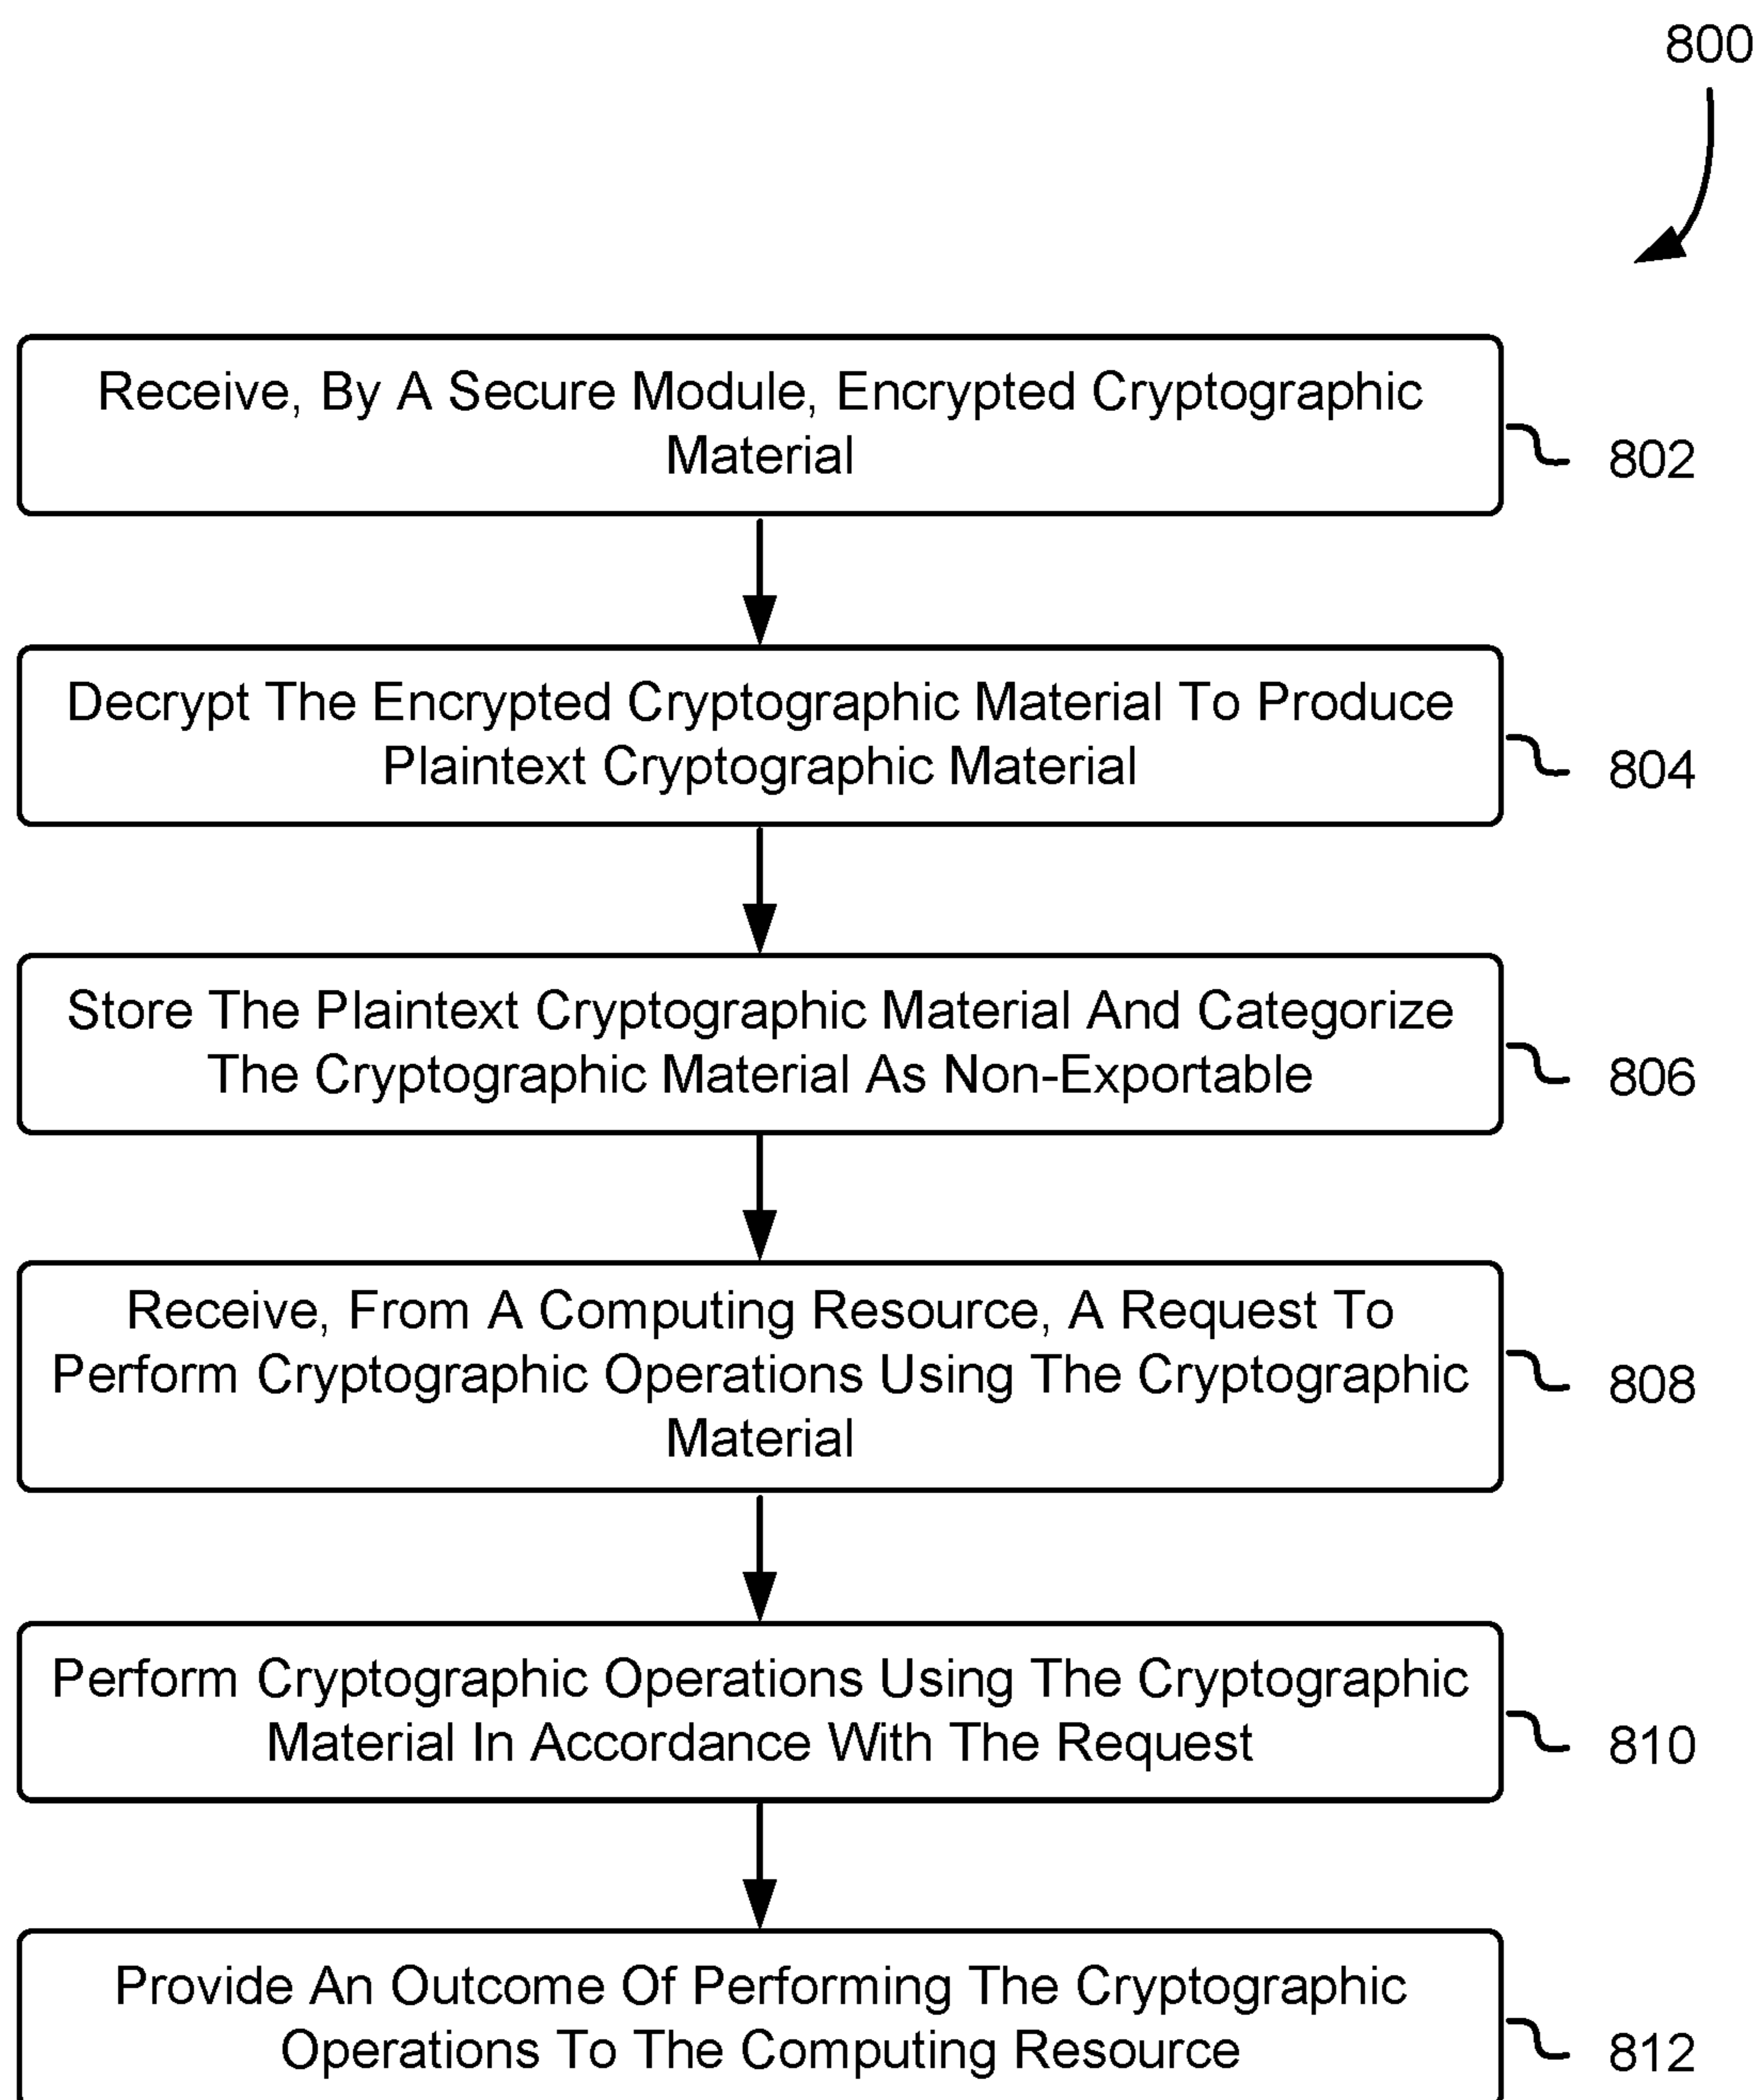 800
Receive, By A Secure Module, Encrypted Cryptographic
Material
802
Decrypt The Encrypted Cryptographic Material To Produce
Plaintext Cryptographic Material
804
Store The Plaintext Cryptographic Material And Categorize
The Cryptographic Material As Non-Exportable
806
Receive, From A Computing Resource, A Request To
Perform Cryptographic Operations Using The Cryptographic
Material
808
Perform Cryptographic Operations Using The Cryptographic
Material In Accordance With The Request
810
Provide An Outcome Of Performing The Cryptographic
Operations To The Computing Resource
812